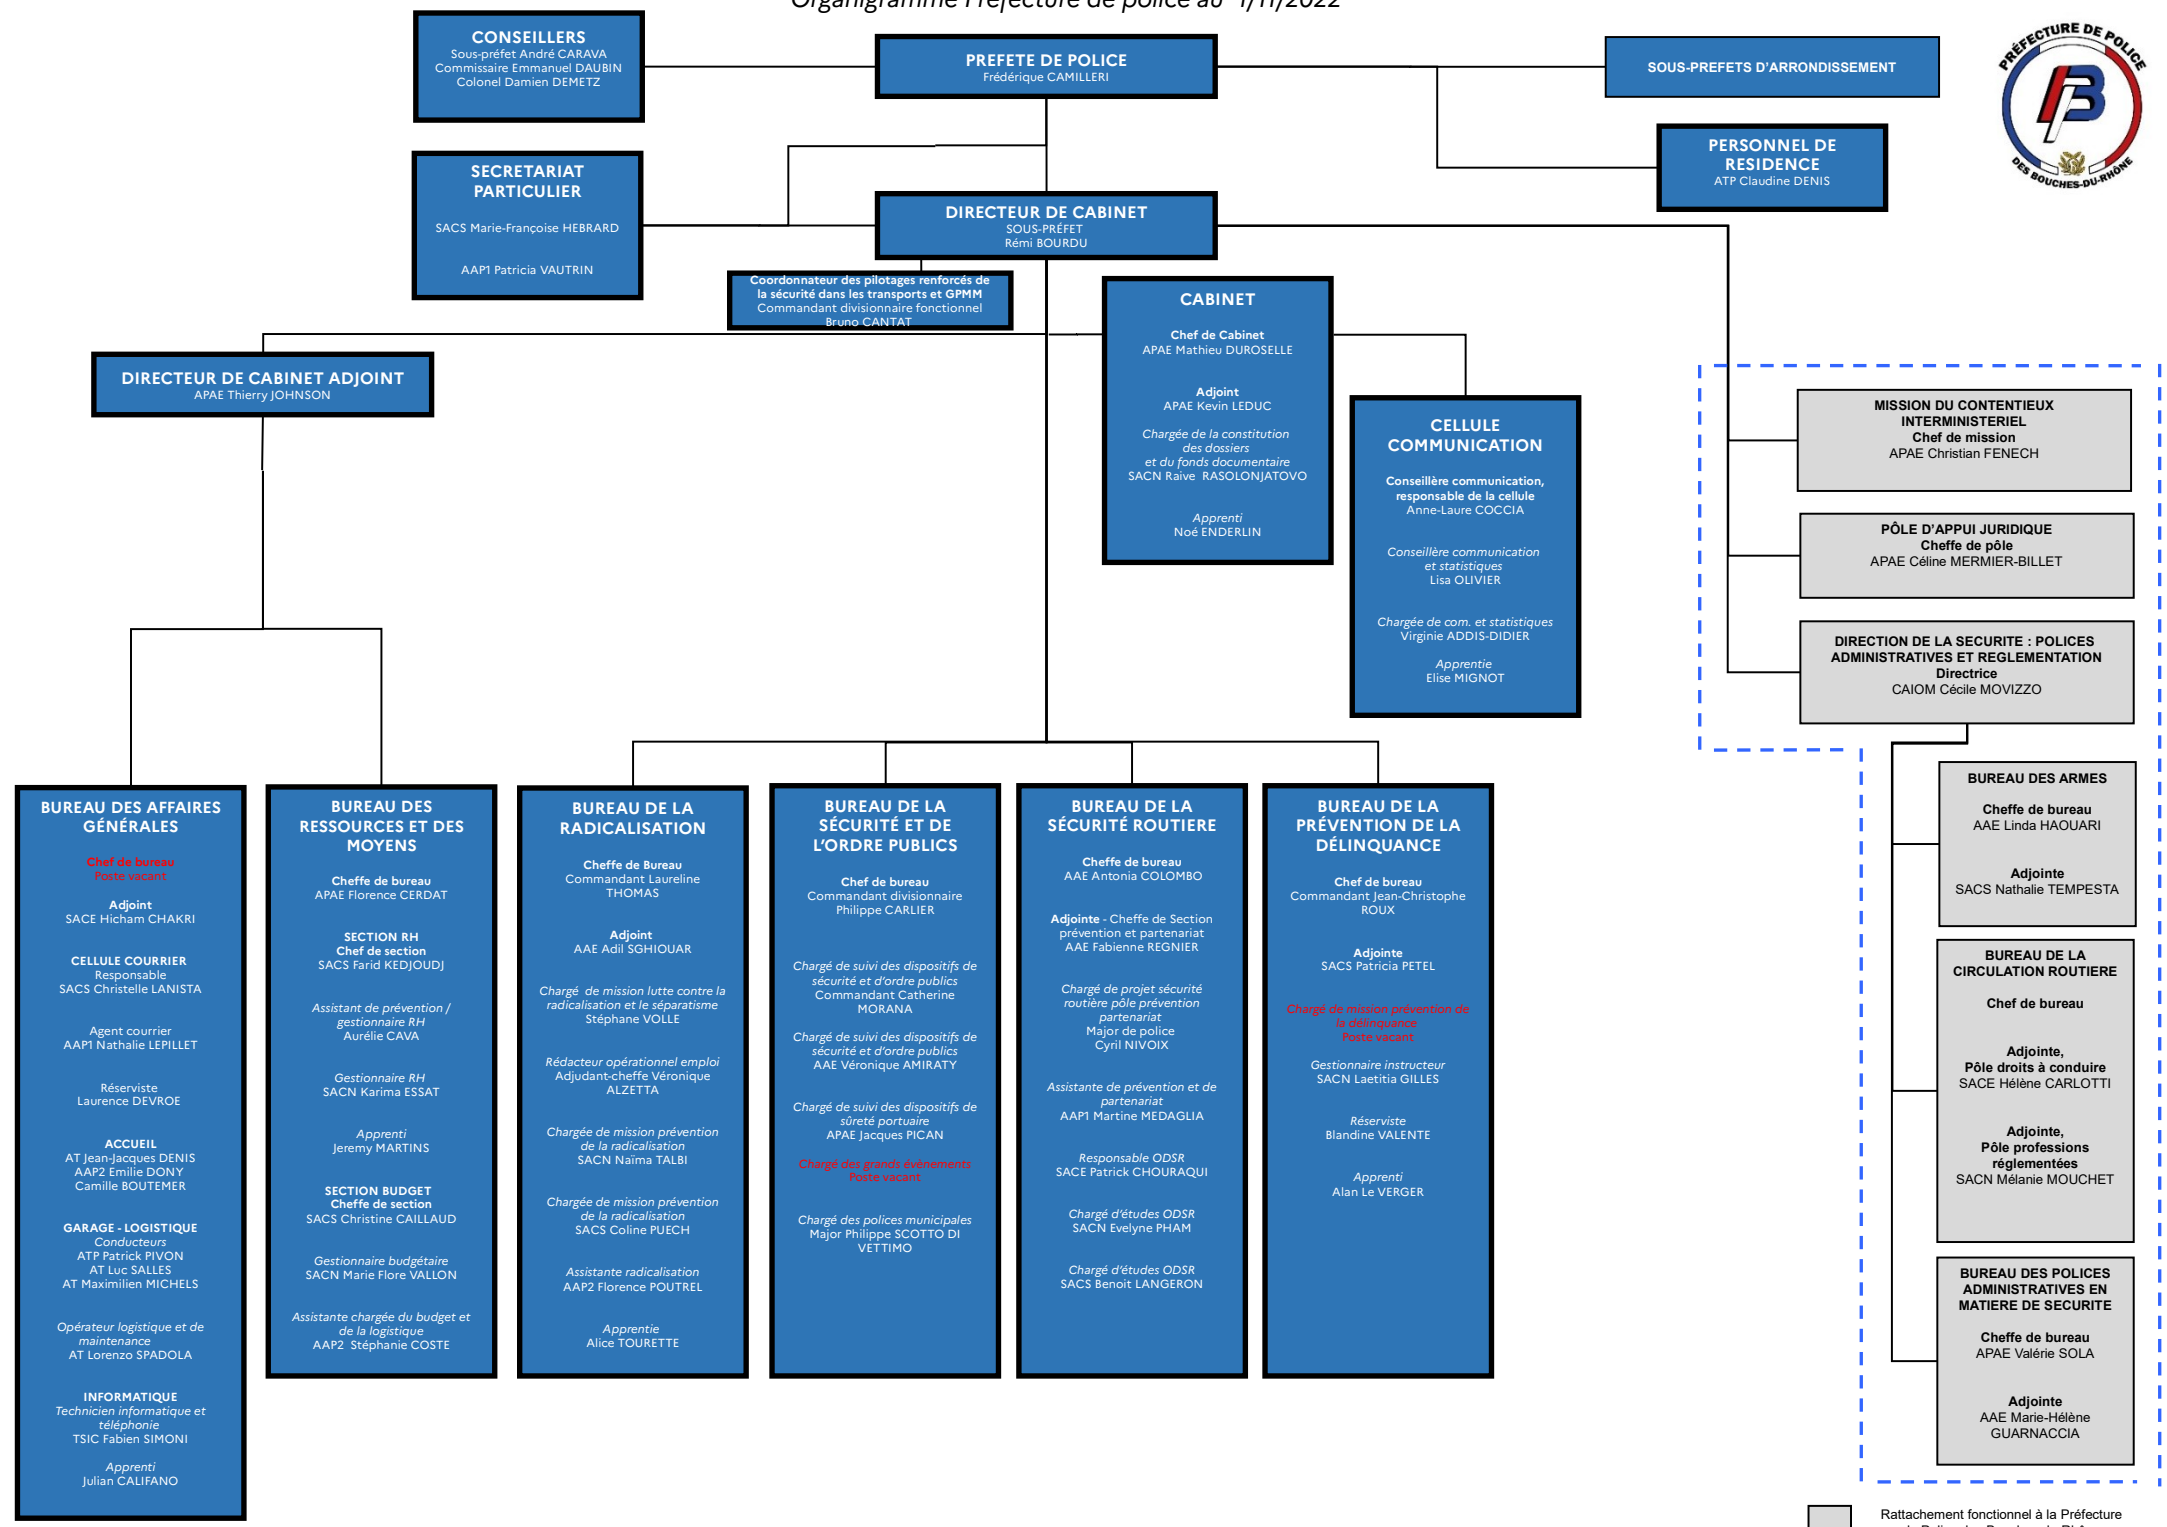 Organigramme Préfecture de police au 1/11/2022
CONSEILLERS
Sous-préfet André CARAVA
Commissaire Emmanuel DAUBIN
Colonel Damien DEMETZ
PREFETE DE POLICE
Frédérique CAMILLERI
SOUS-PREFETS D'ARRONDISSEMENT
PRÉFECTURE DE POLICE
DES BOUCHES-DU-RHÔNE
PERSONNEL DE
RESIDENCE
ATP Claudine DENIS
SECRETARIAT
PARTICULIER
SACS Marie-Françoise HEBRARD
AAP1 Patricia VAUTRIN
DIRECTEUR DE CABINET
SOUS-PRÉFET
Rémi BOURDU
Coordonnateur des pilotages renforcés de
la sécurité dans les transports et GPMM
Commandant divisionnaire fonctionnel
Bruno CANTAT
CABINET
Chef de Cabinet
APAE Mathieu DUROSELLE
Adjoint
APAE Kevin LEDUC
Chargée de la constitution
des dossiers
et du fonds documentaire
SACN Raive RASOLONJATOVO
Apprenti
Noé ENDERLIN
DIRECTEUR DE CABINET ADJOINT
APAE Thierry JOHNSON
CELLULE
COMMUNICATION
Conseillère communication,
responsable de la cellule
Anne-Laure COCCIA
Conseillère communication
et statistiques
Lisa OLIVIER
Chargée de com. et statistiques
Virginie ADDIS-DIDIER
Apprentie
Elise MIGNOT
MISSION DU CONTENTIEUX
INTERMINISTERIEL
Chef de mission
APAE Christian FENECH
PÔLE D'APPUI JURIDIQUE
Cheffe de pôle
APAE Céline MERMIER-BILLET
DIRECTION DE LA SECURITE : POLICES
ADMINISTRATIVES ET REGLEMENTATION
Directrice
CAIOM Cécile MOVIZZO
BUREAU DES AFFAIRES
GÉNÉRALES
Chef de bureau
Poste vacant
Adjoint
SACE Hicham CHAKRI
CELLULE COURRIER
Responsable
SACS Christelle LANISTA
Agent courrier
AAP1 Nathalie LEPILLET
Réserviste
Laurence DEVROE
ACCUEIL
AT Jean-Jacques DENIS
AAP2 Emilie DONY
Camille BOUTEMER
GARAGE - LOGISTIQUE
Conducteurs
ATP Patrick PIVON
AT Luc SALLES
AT Maximilien MICHELS
Opérateur logistique et de
maintenance
AT Lorenzo SPADOLA
INFORMATIQUE
Technicien informatique et
téléphonie
TSIC Fabien SIMONI
Apprenti
Julian CALIFANO
BUREAU DES
RESSOURCES ET DES
MOYENS
Cheffe de bureau
APAE Florence CERDAT
SECTION RH
Chef de section
SACS Farid KEDJOUDJ
Assistant de prévention /
gestionnaire RH
Aurélie CAVA
Gestionnaire RH
SACN Karima ESSAT
Apprenti
Jeremy MARTINS
SECTION BUDGET
Cheffe de section
SACS Christine CAILLAUD
Gestionnaire budgétaire
SACN Marie Flore VALLON
Assistante chargée du budget et
de la logistique
AAP2 Stéphanie COSTE
BUREAU DE LA
RADICALISATION
Cheffe de Bureau
Commandant Laureline
THOMAS
Adjoint
AAE Adil SGHIOUAR
Chargé de mission lutte contre la
radicalisation et le séparatisme
Stéphane VOLLE
Rédacteur opérationnel emploi
Adjudant-cheffe Véronique
ALZETTA
Chargée de mission prévention
de la radicalisation
SACN Naïma TALBI
Chargée de mission prévention
de la radicalisation
SACS Coline PUECH
Assistante radicalisation
AAP2 Florence POUTREL
Apprentie
Alice TOURETTE
BUREAU DE LA
SÉCURITÉ ET DE
L'ORDRE PUBLICS
Chef de bureau
Commandant divisionnaire
Philippe CARLIER
Chargé de suivi des dispositifs de
sécurité et d'ordre publics
Commandant Catherine
MORANA
Chargé de suivi des dispositifs de
sécurité et d'ordre publics
AAE Véronique AMIRATY
Chargé de suivi des dispositifs de
sûreté portuaire
APAE Jacques PICAN
Chargé des grands événements
Poste vacant
Chargé des polices municipales
Major Philippe SCOTTO DI
VETTIMO
BUREAU DE LA
SÉCURITÉ ROUTIERE
Cheffe de bureau
AAE Antonia COLOMBO
Adjointe - Cheffe de Section
prévention et partenariat
AAE Fabienne REGNIER
Chargé de projet sécurité
routière pôle prévention
partenariat
Major de police
Cyril NIVOIX
Assistante de prévention et de
partenariat
AAP1 Martine MEDAGLIA
Responsable ODSR
SACE Patrick CHOURAQUI
Chargé d'études ODSR
SACN Evelyne PHAM
Chargé d'études ODSR
SACS Benoit LANGERON
BUREAU DE LA
PRÉVENTION DE LA
DÉLINQUANCE
Chef de bureau
Commandant Jean-Christophe
ROUX
Adjointe
SACS Patricia PETEL
Chargé de mission prévention de
la délinquance
Poste vacant
Gestionnaire instructeur
SACN Laetitia GILLES
Réserviste
Blandine VALENTE
Apprenti
Alan Le VERGER
BUREAU DES ARMES
Cheffe de bureau
AAE Linda HAOUARI
Adjointe
SACS Nathalie TEMPESTA
BUREAU DE LA
CIRCULATION ROUTIERE
Chef de bureau
Adjointe,
Pôle droits à conduire
SACE Hélène CARLOTTI
Adjointe,
Pôle professions
réglementées
SACN Mélanie MOUCHET
BUREAU DES POLICES
ADMINISTRATIVES EN
MATIERE DE SECURITE
Cheffe de bureau
APAE Valérie SOLA
Adjointe
AAE Marie-Hélène
GUARNACCIA
Rattachement fonctionnel à la Préfecture